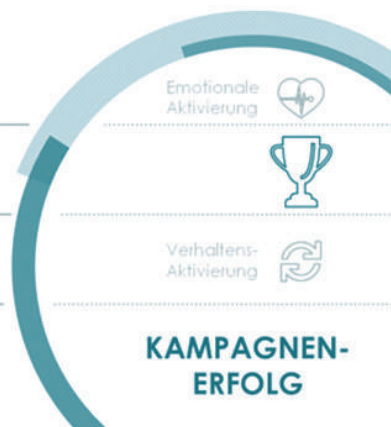 Emotionale
Aktivierung
Verhaltens-
Aktivierung
KAMPAGNEN-
ERFOLG